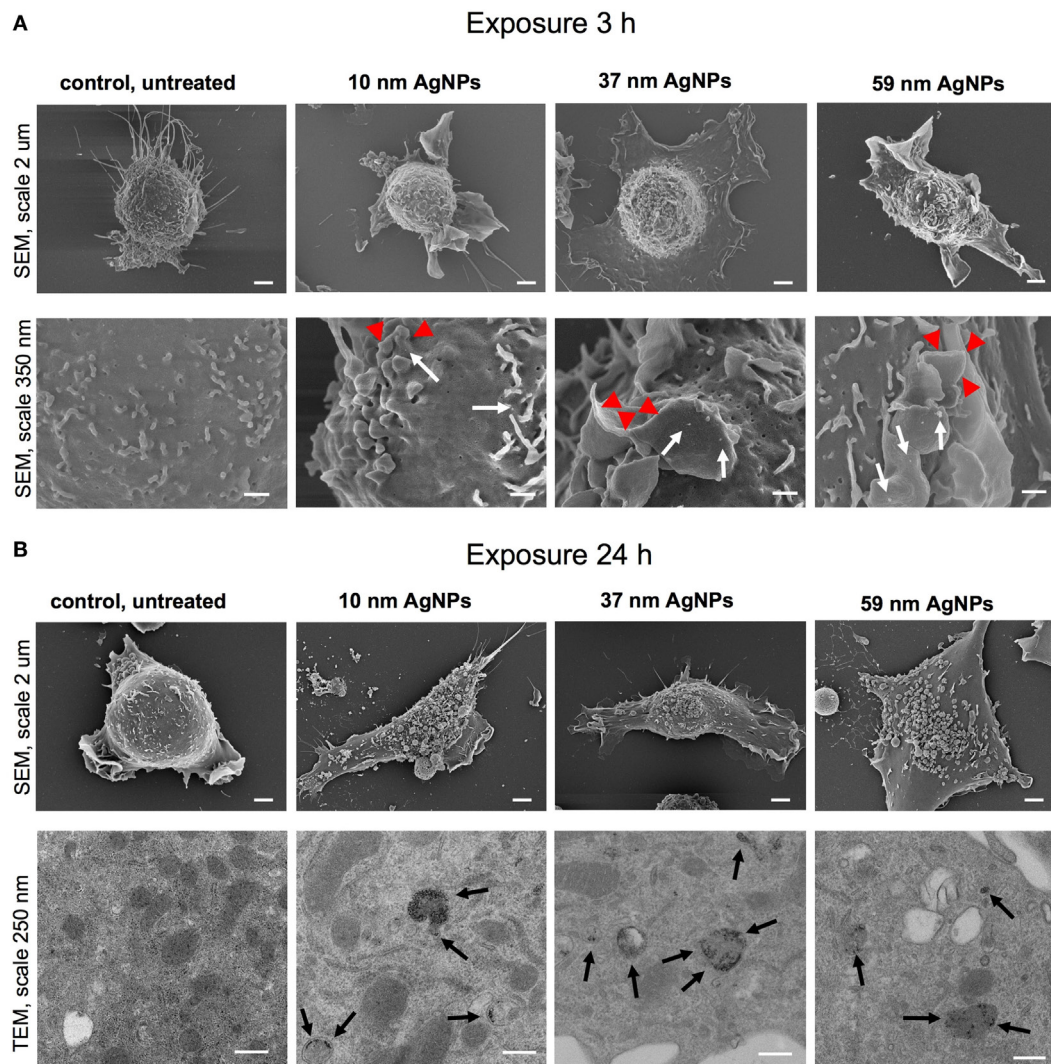 A
Exposure 3 h
control, untreated
10 nm AgNPs
37 nm AgNPs
59 nm AgNPs
SEM, scale 2 um
SEM, scale 350 nm
B
Exposure 24 h
control, untreated
10 nm AgNPs
37 nm AgNPs
59 nm AgNPs
SEM, scale 2 um
TEM, scale 250 nm